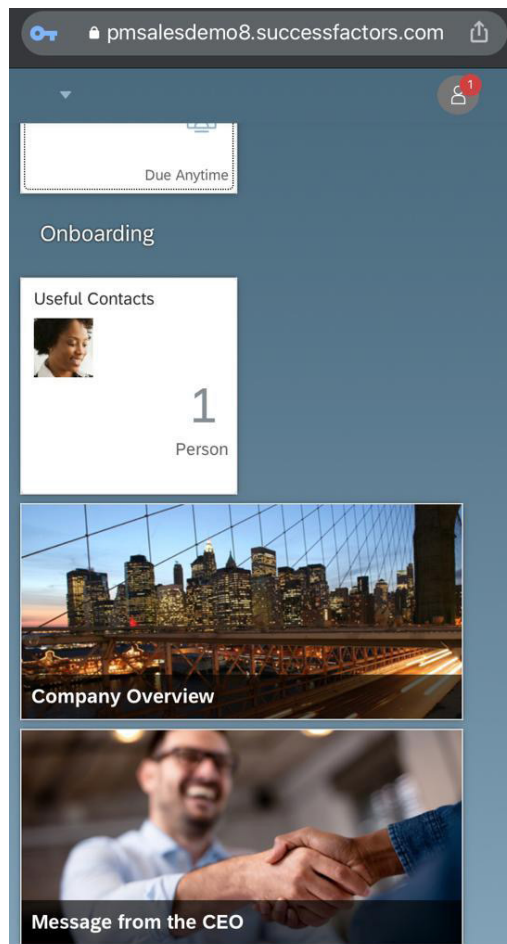 pmsalesdemo8.successfactors.com
1
Due Anytime
Onboarding
Useful Contacts
1
Person
Company Overview
Message from the CEO